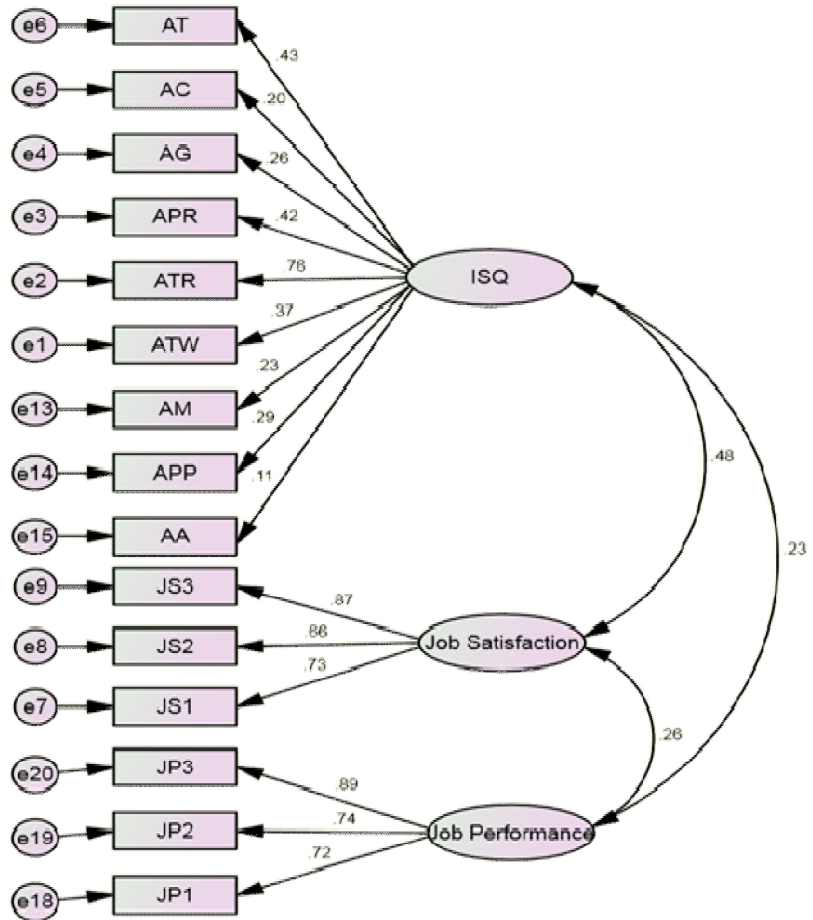 e6 AT
.43
e5 AC
.20
e4 AG
.26
e3 APR
.42
e2 ATR
.76
ISQ
e1 ATW
.37
e13 AM
.23
e14 APP
.29
e15 AA
.11
.48
.23
e9 JS3
.87
e8 JS2
.86
Job Satisfaction
e7 JS1
.73
.26
e20 JP3
.89
e19 JP2
.74
Job Performance
e18 JP1
.72